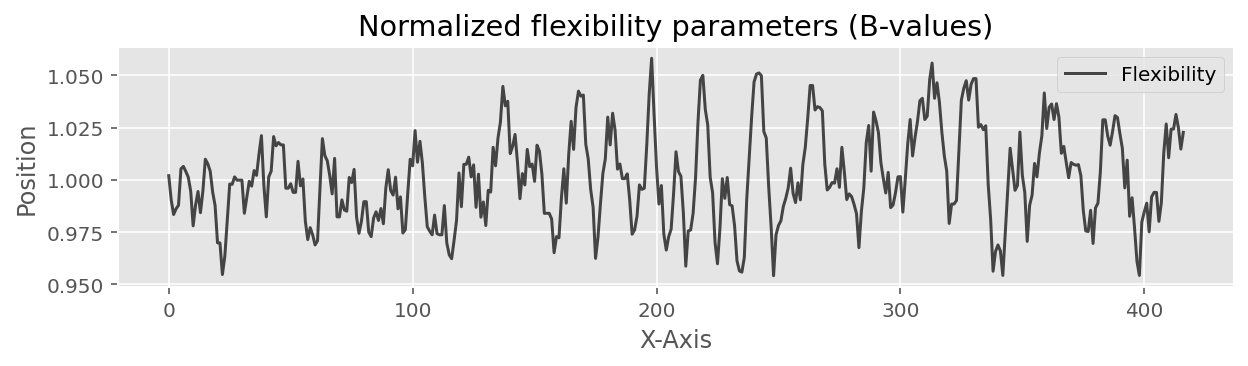 Normalized flexibility parameters (B-values)
Flexibility
1.050
1.025
1.000
0.975
0.950
Position
0 100 200 300 400
X-Axis